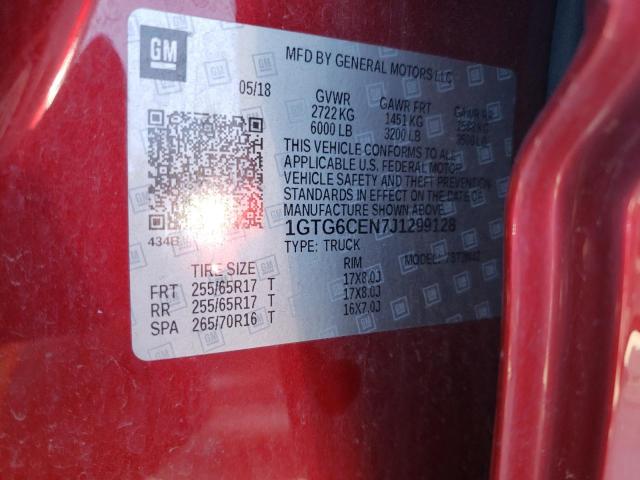 GM
MFD BY GENERAL MOTORS LLC
05/18
GVWR GAWR FRT GAWR RR
2722 KG 1451 KG
6000 LB 3200 LB
THIS VEHICLE CONFORMS TO ALL
APPLICABLE U.S. FEDERAL MOTOR
VEHICLE SAFETY AND THEFT PREVENTION
STANDARDS IN EFFECT ON THE DATE OF
MANUFACTURE SHOWN ABOVE.
1GTG6CEN7J1299128
434B
TYPE: TRUCK MODEL:
TIRE SIZE RIM
FRT 255/65R17 T 17X8.0J
RR 255/65R17 T 17X8.0J
SPA 265/70R16 T 16X7.0J